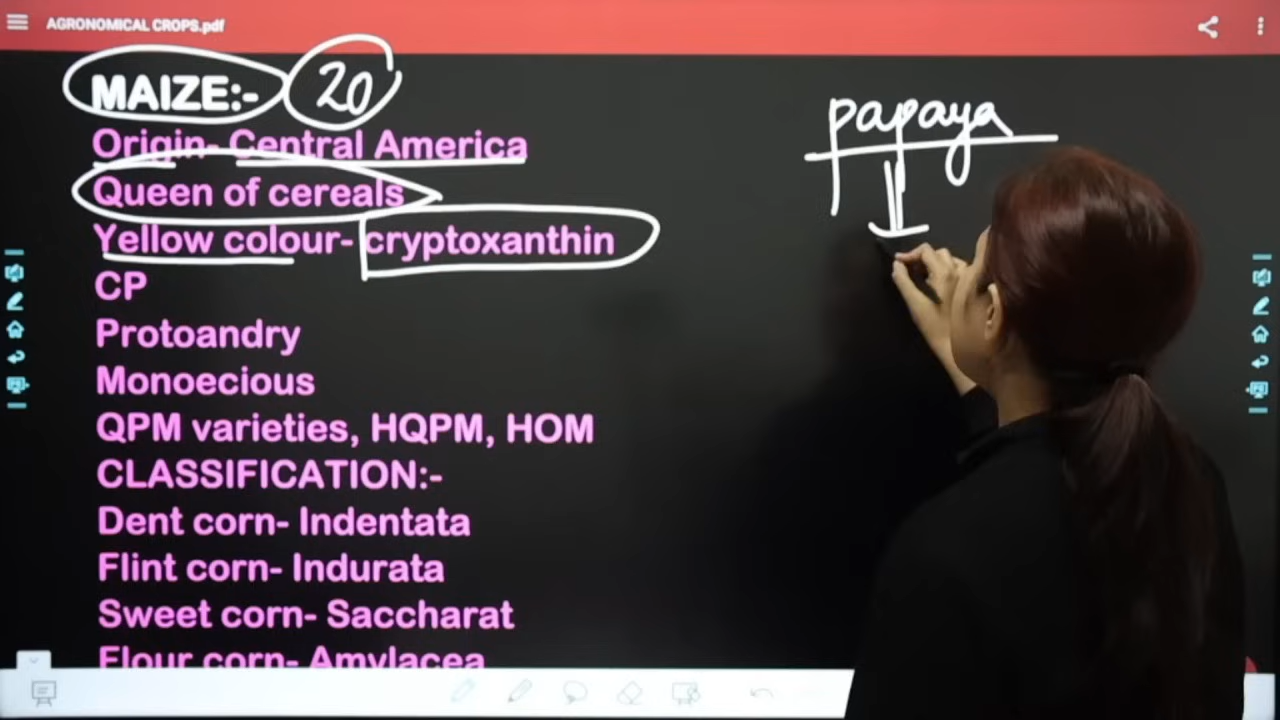 AGRONOMICAL CROPS.pdf
MAIZE:- 20
Origin- Central America
Queen of cereals
Yellow colour- cryptoxanthin
CP
Protoandry
Monoecious
QPM varieties, HQPM, HOM
CLASSIFICATION:-
Dent corn- Indentata
Flint corn- Indurata
Sweet corn- Saccharat
Flour corn- Amylacea
papaya